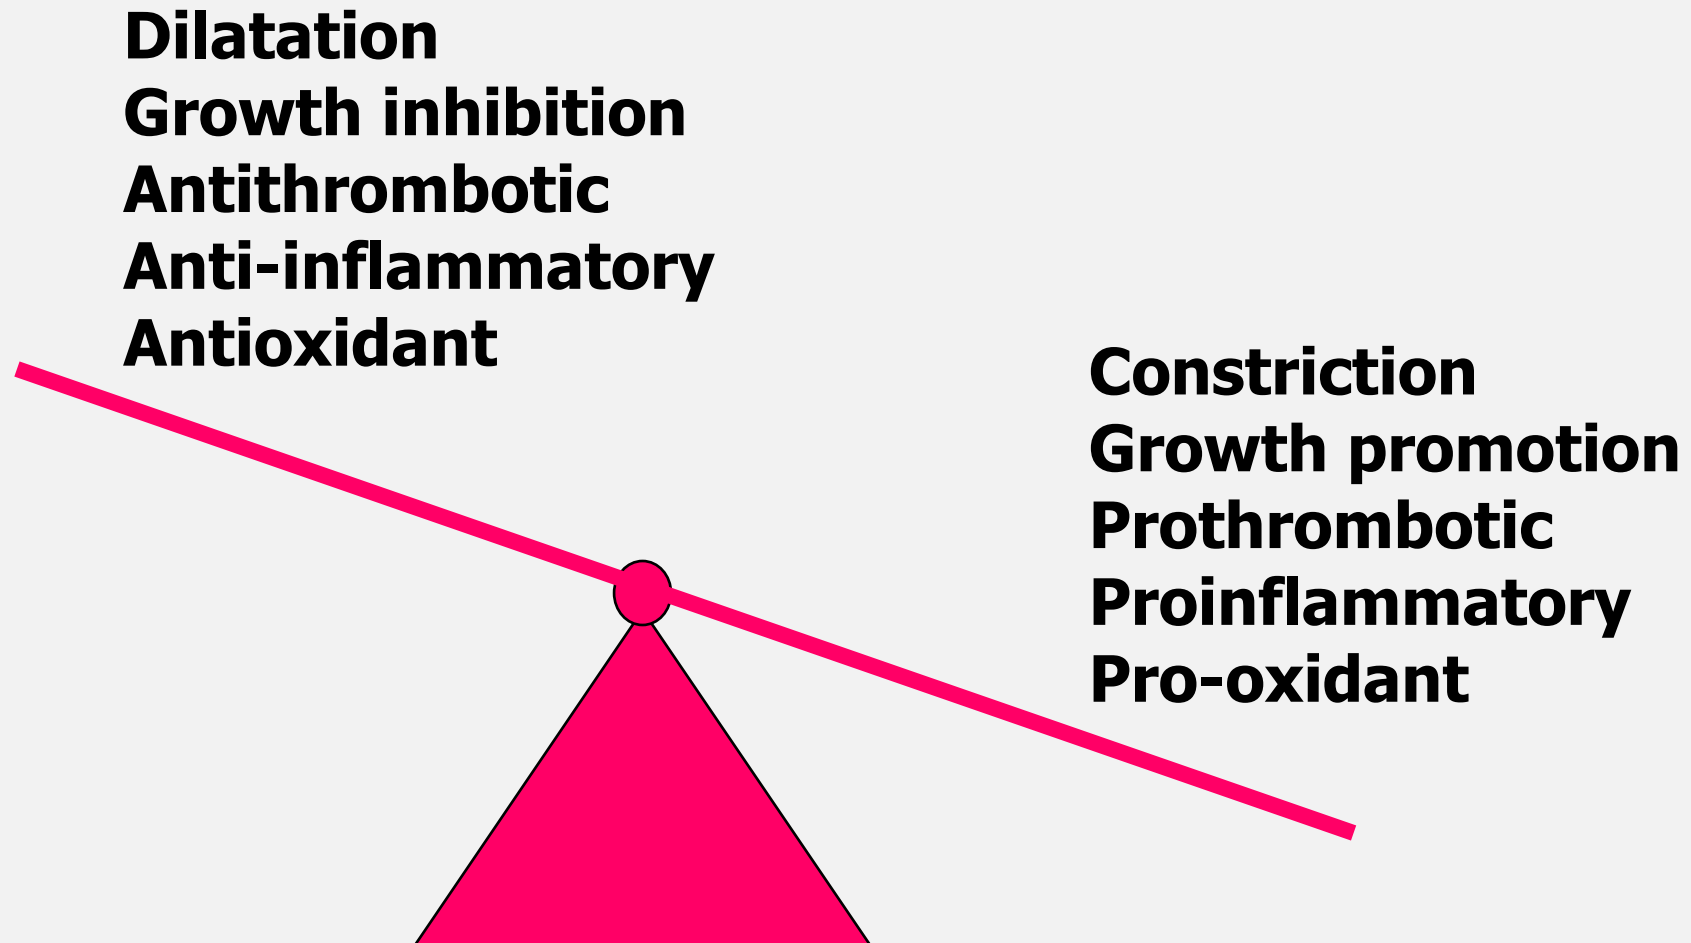 Dilatation
Growth inhibition
Antithrombotic
Anti-inflammatory
Antioxidant
Constriction
Growth promotion
Prothrombotic
Proinflammatory
Pro-oxidant